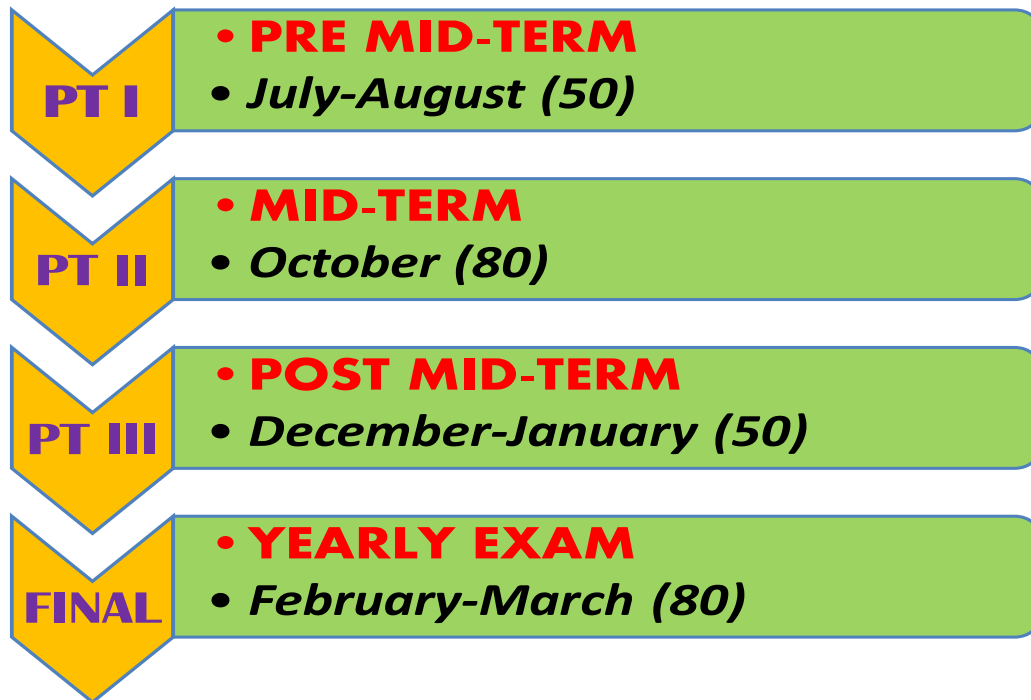 PT I
• PRE MID-TERM
• July-August (50)
PT II
• MID-TERM
• October (80)
PT III
• POST MID-TERM
• December-January (50)
FINAL
• YEARLY EXAM
• February-March (80)